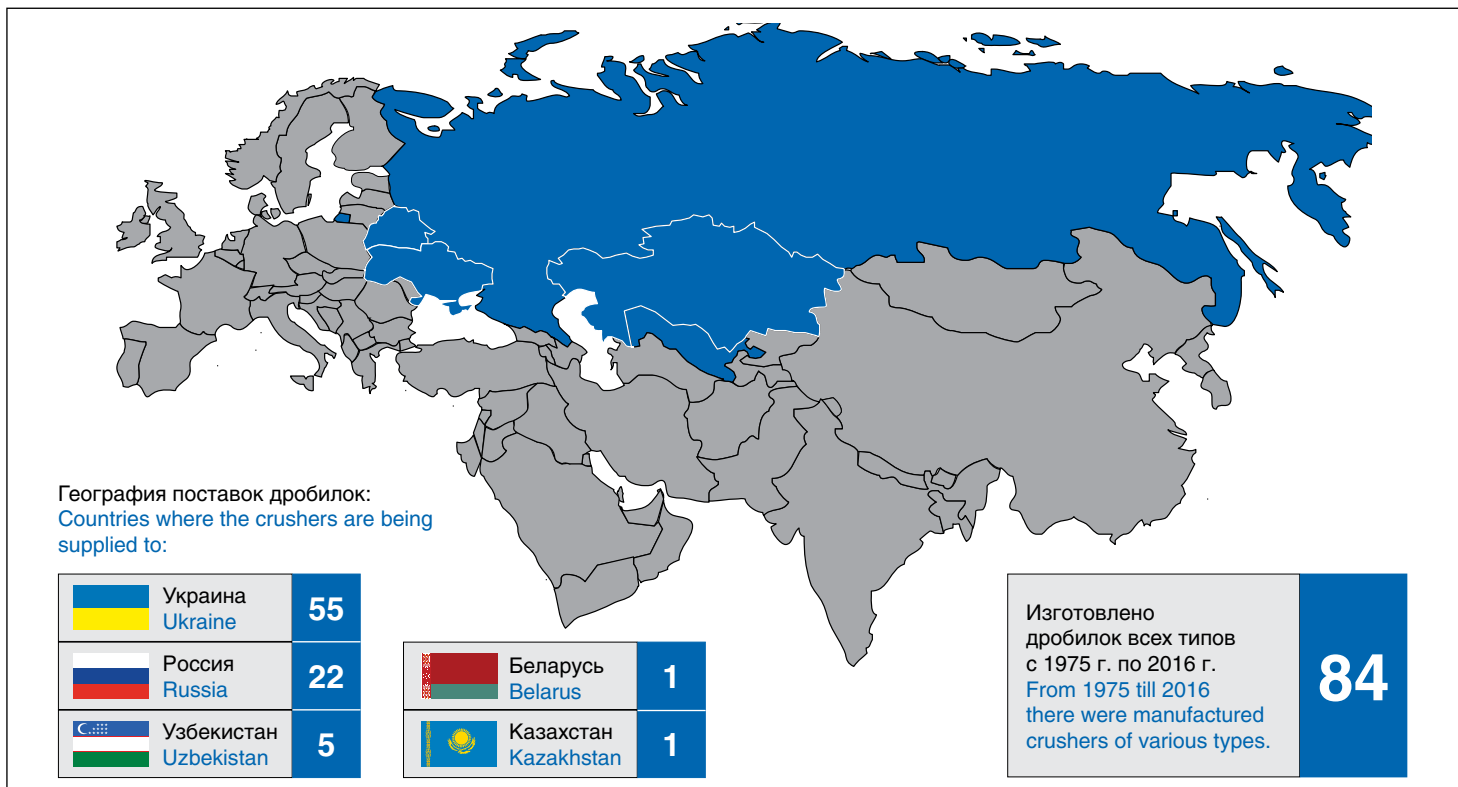 География поставок дробилок:
Countries where the crushers are being
supplied to:
Украина
Ukraine
55
Россия
Russia
22
Узбекистан
Uzbekistan
5
Беларусь
Belarus
1
Казахстан
Kazakhstan
1
Изготовлено
дробилок всех типов
с 1975 г. по 2016 г.
From 1975 till 2016
there were manufactured
crushers of various types.
84